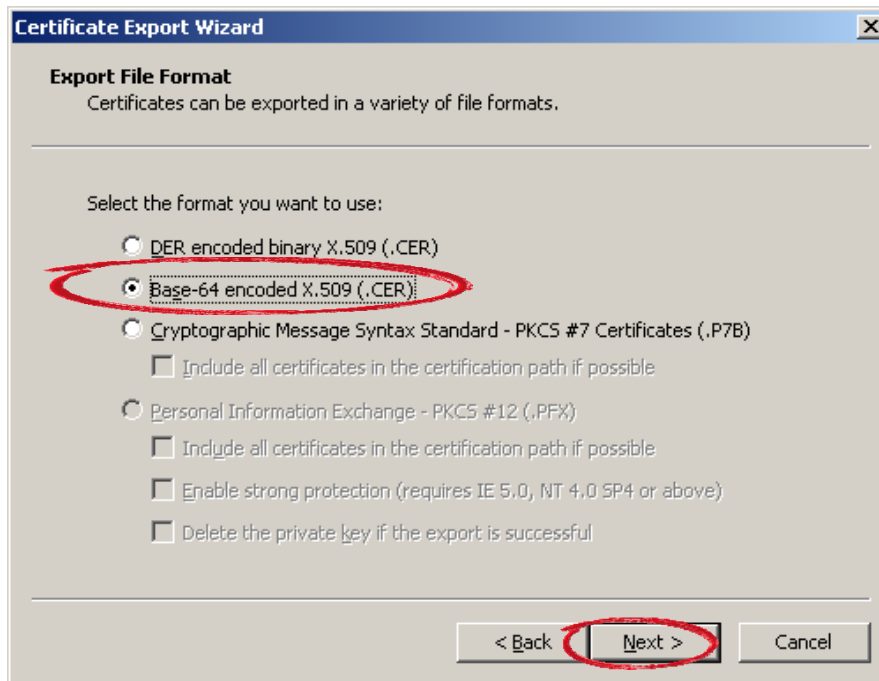 Certificate Export Wizard
Export File Format
Certificates can be exported in a variety of file formats.
Select the format you want to use:
DER encoded binary X.509 (.CER)
Base-64 encoded X.509 (.CER)
Cryptographic Message Syntax Standard - PKCS #7 Certificates (.P7B)
Include all certificates in the certification path if possible
Personal Information Exchange - PKCS #12 (.PFX)
Include all certificates in the certification path if possible
Enable strong protection (requires IE 5.0, NT 4.0 SP4 or above)
Delete the private key if the export is successful
< Back Next > Cancel